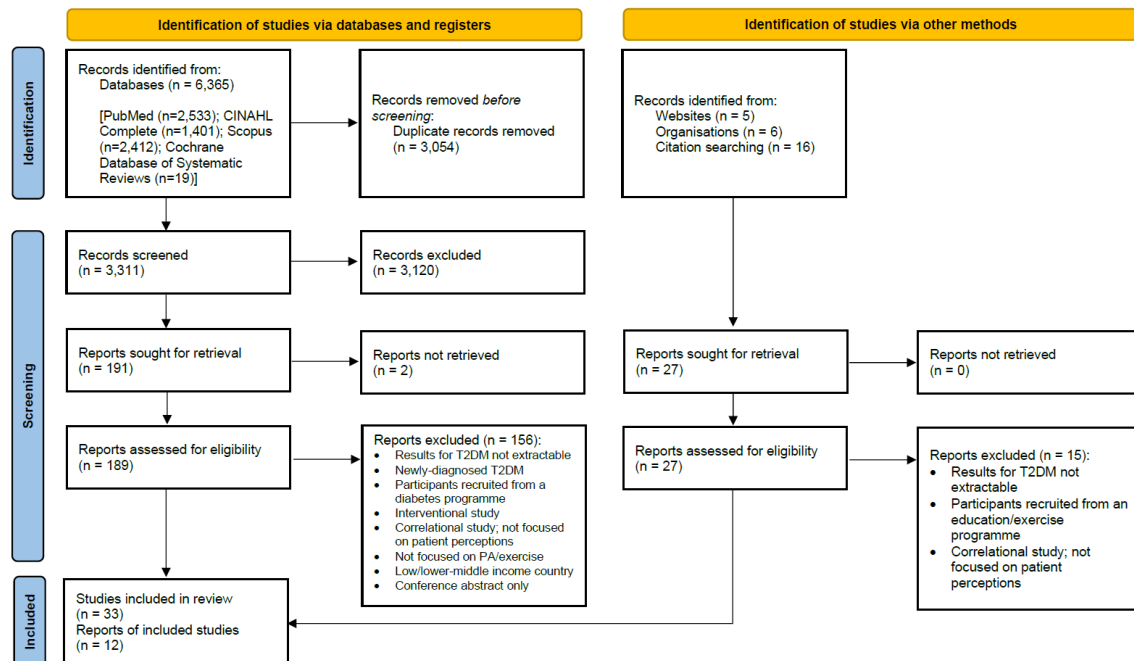 Identification of studies via databases and registers
Identification of studies via other methods
Identification
Records identified from:
Databases (n = 6,365)
[PubMed (n=2,533); CINAHL
Complete (n=1,401); Scopus
(n=2,412); Cochrane
Database of Systematic
Reviews (n=19)]
Records removed before
screening:
Duplicate records removed
(n = 3,054)
Records identified from:
Websites (n = 5)
Organisations (n = 6)
Citation searching (n = 16)
Screening
Records screened
(n = 3,311)
Records excluded
(n = 3,120)
Reports sought for retrieval
(n = 191)
Reports not retrieved
(n = 2)
Reports sought for retrieval
(n = 27)
Reports not retrieved
(n = 0)
Reports assessed for eligibility
(n = 189)
Reports excluded (n = 156):
• Results for T2DM not extractable
• Newly-diagnosed T2DM
• Participants recruited from a
diabetes programme
• Interventional study
• Correlational study; not focused
on patient perceptions
• Not focused on PA/exercise
• Low/lower-middle income country
• Conference abstract only
Reports assessed for eligibility
(n = 27)
Reports excluded (n = 15):
• Results for T2DM not
extractable
• Participants recruited from an
education/exercise
programme
• Correlational study; not
focused on patient
perceptions
Included
Studies included in review
(n = 33)
Reports of included studies
(n = 12)